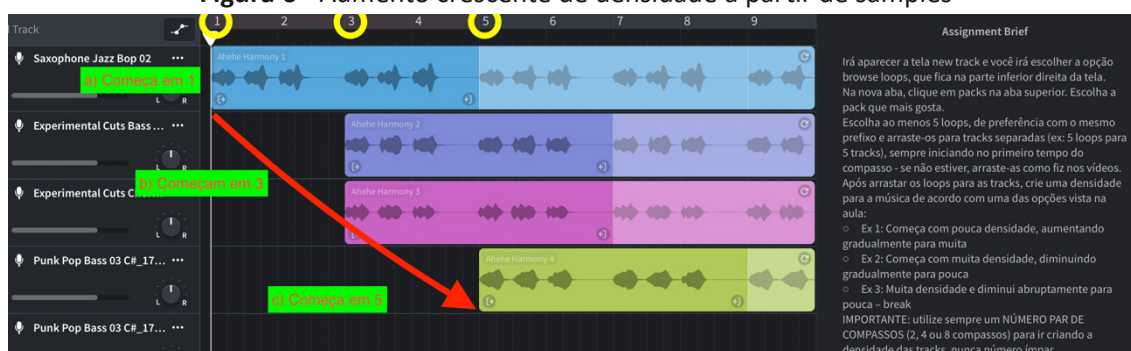 Figura 6 - Aumento crescente de densidade a partir de samples
Track
1 2 3 4 5 6 7 8 9
Saxophone Jazz Bop 02
a) Começa em 1
L R
Ahehe Harmony 1
Experimental Cuts Bass ...
L R
Ahehe Harmony 2
b) Começam em 3
Experimental Cuts C...
L R
Ahehe Harmony 3
Punk Pop Bass 03 C#_17...
L R
Ahehe Harmony 4
c) Começa em 5
Punk Pop Bass 03 C#_17...
Assignment Brief
Irá aparecer a tela new track e você irá escolher a opção
browse loops, que fica na parte inferior direita da tela.
Na nova aba, clique em packs na aba superior. Escolha a
pack que mais gosta.
Escolha ao menos 5 loops, de preferência com o mesmo
prefixo e arraste-os para tracks separadas (ex: 5 loops para
5 tracks), sempre iniciando no primeiro tempo do
compasso - se não estiver, arraste-as como fiz nos vídeos.
Após arrastar os loops para as tracks, crie uma densidade
para a música de acordo com uma das opções vista na
aula:
○ Ex 1: Começa com pouca densidade, aumentando
gradualmente para muita
○ Ex 2: Começa com muita densidade, diminuindo
gradualmente para pouca
○ Ex 3: Muita densidade e diminui abruptamente para
pouca – break
IMPORTANTE: utilize sempre um NÚMERO PAR DE
COMPASSOS (2, 4 ou 8 compassos) para ir criando a
densidade das tracks, nunca número ímpar